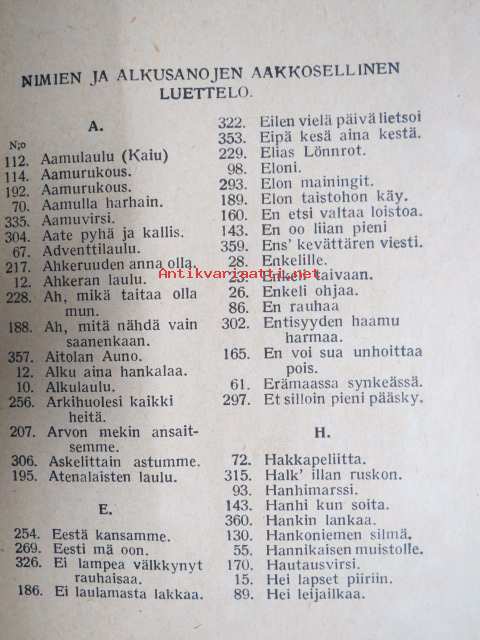 NIMIEN JA ALKUSANOJEN AAKKOSELLINEN
LUETTELO.
A.
N:o
112. Aamulaulu (Kaiu)
114. Aamurukous.
192. Aamurukous.
70. Aamulla harhain.
335. Aamuvirsi.
304. Aate pyhä ja kallis.
67. Adventtilaulu.
217. Ahkeruuden anna olla.
12. Ahkeran laulu.
228. Ah, mikä taitaa olla
mun.
188. Ah, mitä nähdä vain
saanenkaan.
357. Aitolan Auno.
12. Alku aina hankalaa.
10. Alkulaulu.
256. Arkihuolesi kaikki
heitä.
207. Arvon mekin ansait-
semme.
306. Askelittain astumme.
195. Atenalaisten laulu.
E.
254. Eestä kansamme.
269. Eesti mä oon.
326. Ei lampea välkkynyt
rauhaisaa.
186. Ei laulamasta lakkaa.
322. Eilen vielä päivä lietsoi
353. Eipä kesä aina kestä.
229. Elias Lönnrot.
98. Eloni.
293. Elon mainingit.
189. Elon taistohon käy.
160. En etsi valtaa loistoa.
143. En oo liian pieni
359. Ens' kevättären viesti.
28. Enkelille.
23. Enkeli taivaan.
26. Enkeli ohjaa.
86. En rauhaa
302. Entisyyden haamu
harmaa.
165. En voi sua unhoittaa
pois.
61. Erämaassa synkeässä.
297. Et silloin pieni pääsky.
H.
72. Hakkapeliitta.
315. Halk' illan ruskon.
93. Hanhimarssi.
143. Hanhi kun soita.
360. Hankin lankaa.
130. Hankoniemen silmä.
55. Hannikaisen muistolle.
170. Hautausvirsi.
15. Hei lapset piiriin.
89. Hei leijailkaa.
Antikvariaatti.net